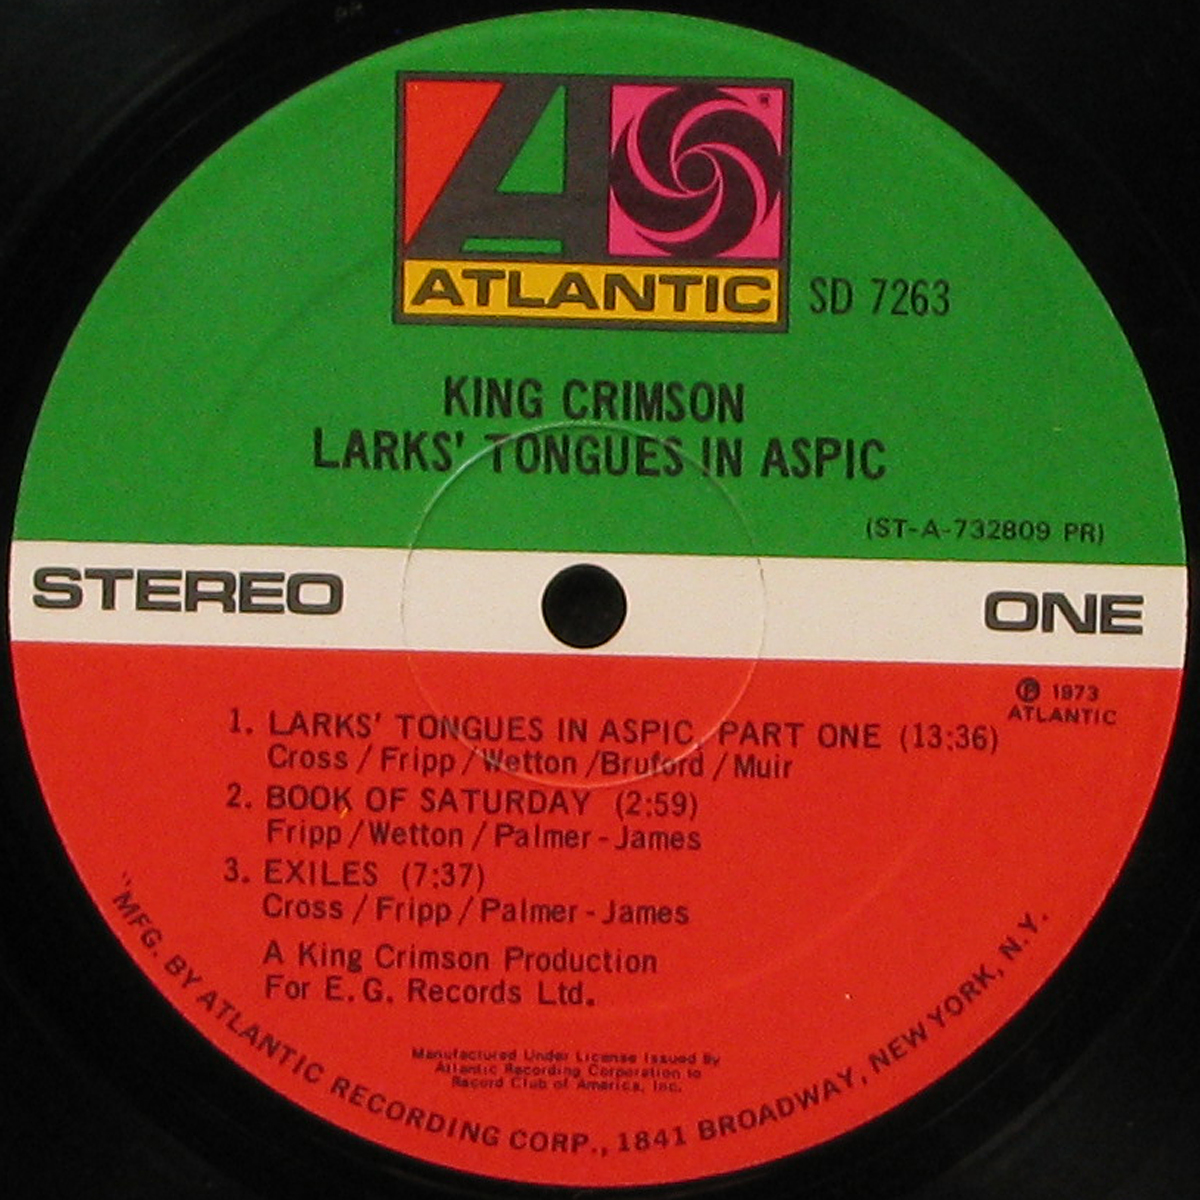 ATLANTIC
SD 7263
KING CRIMSON
LARKS' TONGUES IN ASPIC
(ST-A-732809 PR)
STEREO
ONE
Ⓟ 1973
ATLANTIC
1. LARKS' TONGUES IN ASPIC, PART ONE (13:36)
Cross / Fripp / Wetton / Bruford / Muir
2. BOOK OF SATURDAY (2:59)
Fripp / Wetton / Palmer - James
3. EXILES (7:37)
Cross / Fripp / Palmer - James
A King Crimson Production
For E. G. Records Ltd.
Manufactured Under License Issued By
Atlantic Recording Corporation to
Record Club of America, Inc.
"MFG. BY ATLANTIC RECORDING CORP., 1841 BROADWAY, NEW YORK, N.Y.